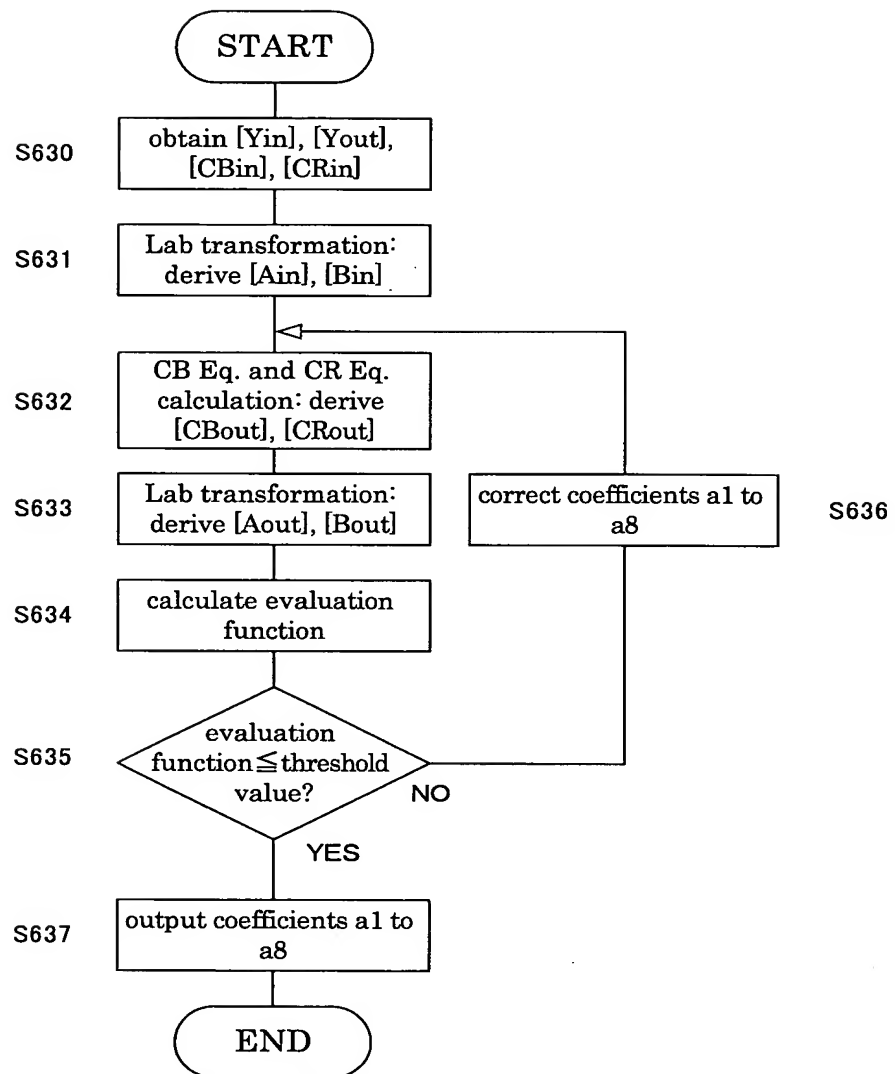 START
S630
obtain [Yin], [Yout],
[CBin], [CRin]
S631
Lab transformation:
derive [Ain], [Bin]
S632
CB Eq. and CR Eq.
calculation: derive
[CBout], [CRout]
S633
Lab transformation:
derive [Aout], [Bout]
correct coefficients a1 to
a8
S636
S634
calculate evaluation
function
S635
evaluation
function≦threshold
value?
NO
YES
S637
output coefficients a1 to
a8
END